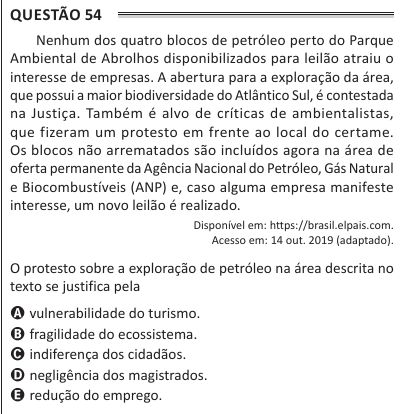 QUESTÃO 54
Nenhum dos quatro blocos de petróleo perto do Parque
Ambiental de Abrolhos disponibilizados para leilão atraiu o
interesse de empresas. A abertura para a exploração da área,
que possui a maior biodiversidade do Atlântico Sul, é contestada
na Justiça. Também é alvo de críticas de ambientalistas,
que fizeram um protesto em frente ao local do certame.
Os blocos não arrematados são incluídos agora na área de
oferta permanente da Agência Nacional do Petróleo, Gás Natural
e Biocombustíveis (ANP) e, caso alguma empresa manifeste
interesse, um novo leilão é realizado.
Disponível em: https://brasil.elpais.com.
Acesso em: 14 out. 2019 (adaptado).
O protesto sobre a exploração de petróleo na área descrita no
texto se justifica pela
A vulnerabilidade do turismo.
B fragilidade do ecossistema.
C indiferença dos cidadãos.
D negligência dos magistrados.
E redução do emprego.